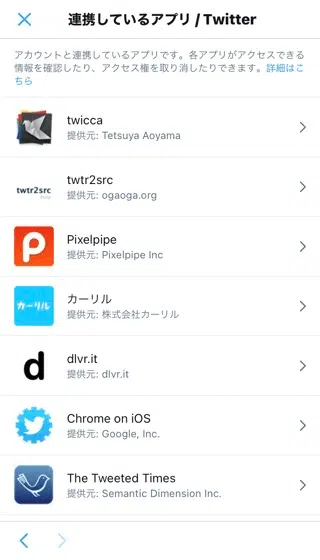 連携しているアプリ / Twitter
アカウントと連携しているアプリです。各アプリがアクセスできる
情報を確認したり、アクセス権を取り消したりできます。詳細はこ
ちら
twicca
提供元: Tetsuya Aoyama
twtr2src
twtr2src
提供元: ogaoga.org
Pixelpipe
提供元: Pixelpipe Inc
カーリル
カーリル
提供元: 株式会社カーリル
d
dlvr.it
提供元: dlvr.it
Chrome on iOS
提供元: Google, Inc.
The Tweeted Times
提供元: Semantic Dimension Inc.